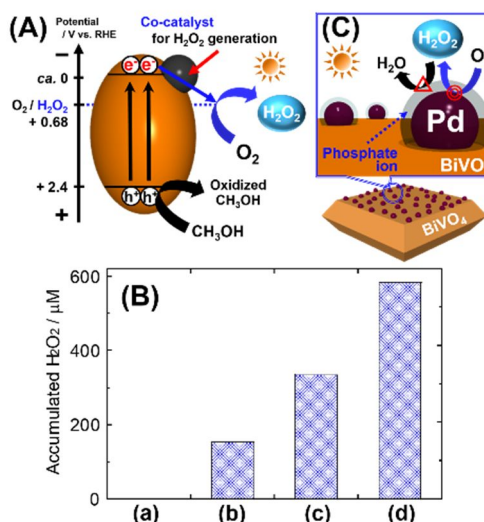 (A)
Potential
/ V vs. RHE
Co-catalyst
for H₂O₂ generation
−
ca. 0
e⁻ e⁻
O₂ / H₂O₂
+ 0.68
H₂O₂
O₂
+ 2.4
h⁺ h⁺
+
Oxidized
CH₃OH
CH₃OH
(C)
H₂O₂
H₂O
O
Pd
Phosphate
ion
BiVO
BiVO₄
(B)
Accumulated H₂O₂ / μM
600
400
200
0
(a) (b) (c) (d)